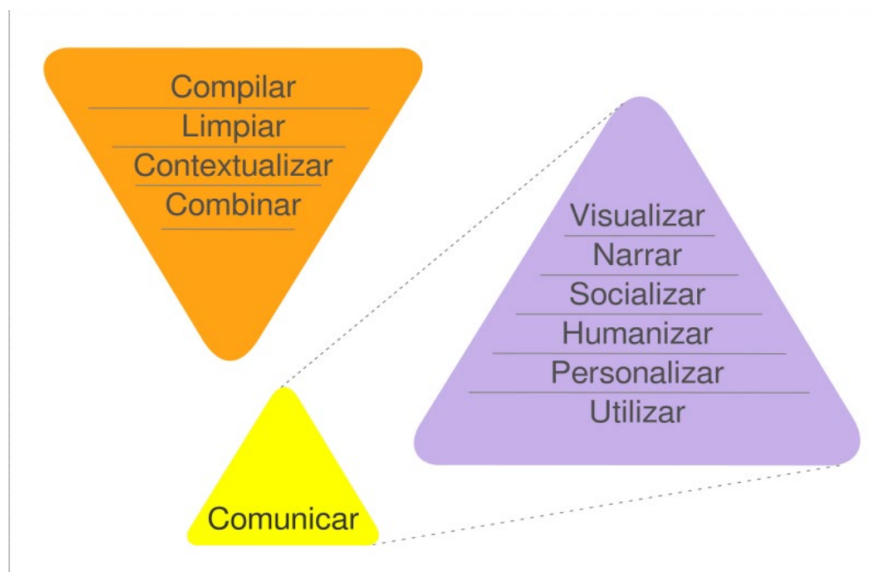 Compilar
Limpiar
Contextualizar
Combinar
Comunicar
Visualizar
Narrar
Socializar
Humanizar
Personalizar
Utilizar